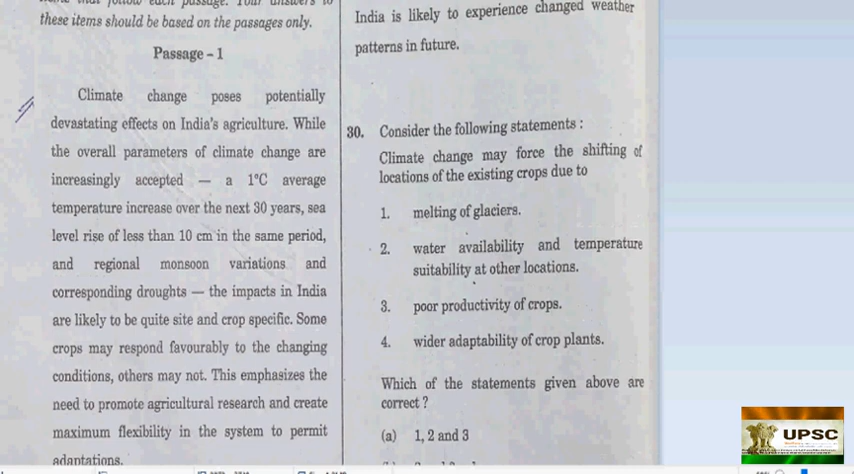 these items should be based on the passages only.
Passage – 1
Climate change poses potentially
devastating effects on India's agriculture. While
the overall parameters of climate change are
increasingly accepted — a 1°C average
temperature increase over the next 30 years, sea
level rise of less than 10 cm in the same period,
and regional monsoon variations and
corresponding droughts — the impacts in India
are likely to be quite site and crop specific. Some
crops may respond favourably to the changing
conditions, others may not. This emphasizes the
need to promote agricultural research and create
maximum flexibility in the system to permit
adaptations.
India is likely to experience changed weather
patterns in future.
30. Consider the following statements :
Climate change may force the shifting of
locations of the existing crops due to
1. melting of glaciers.
2. water availability and temperature
suitability at other locations.
3. poor productivity of crops.
4. wider adaptability of crop plants.
Which of the statements given above are
correct ?
(a) 1, 2 and 3
UPSC